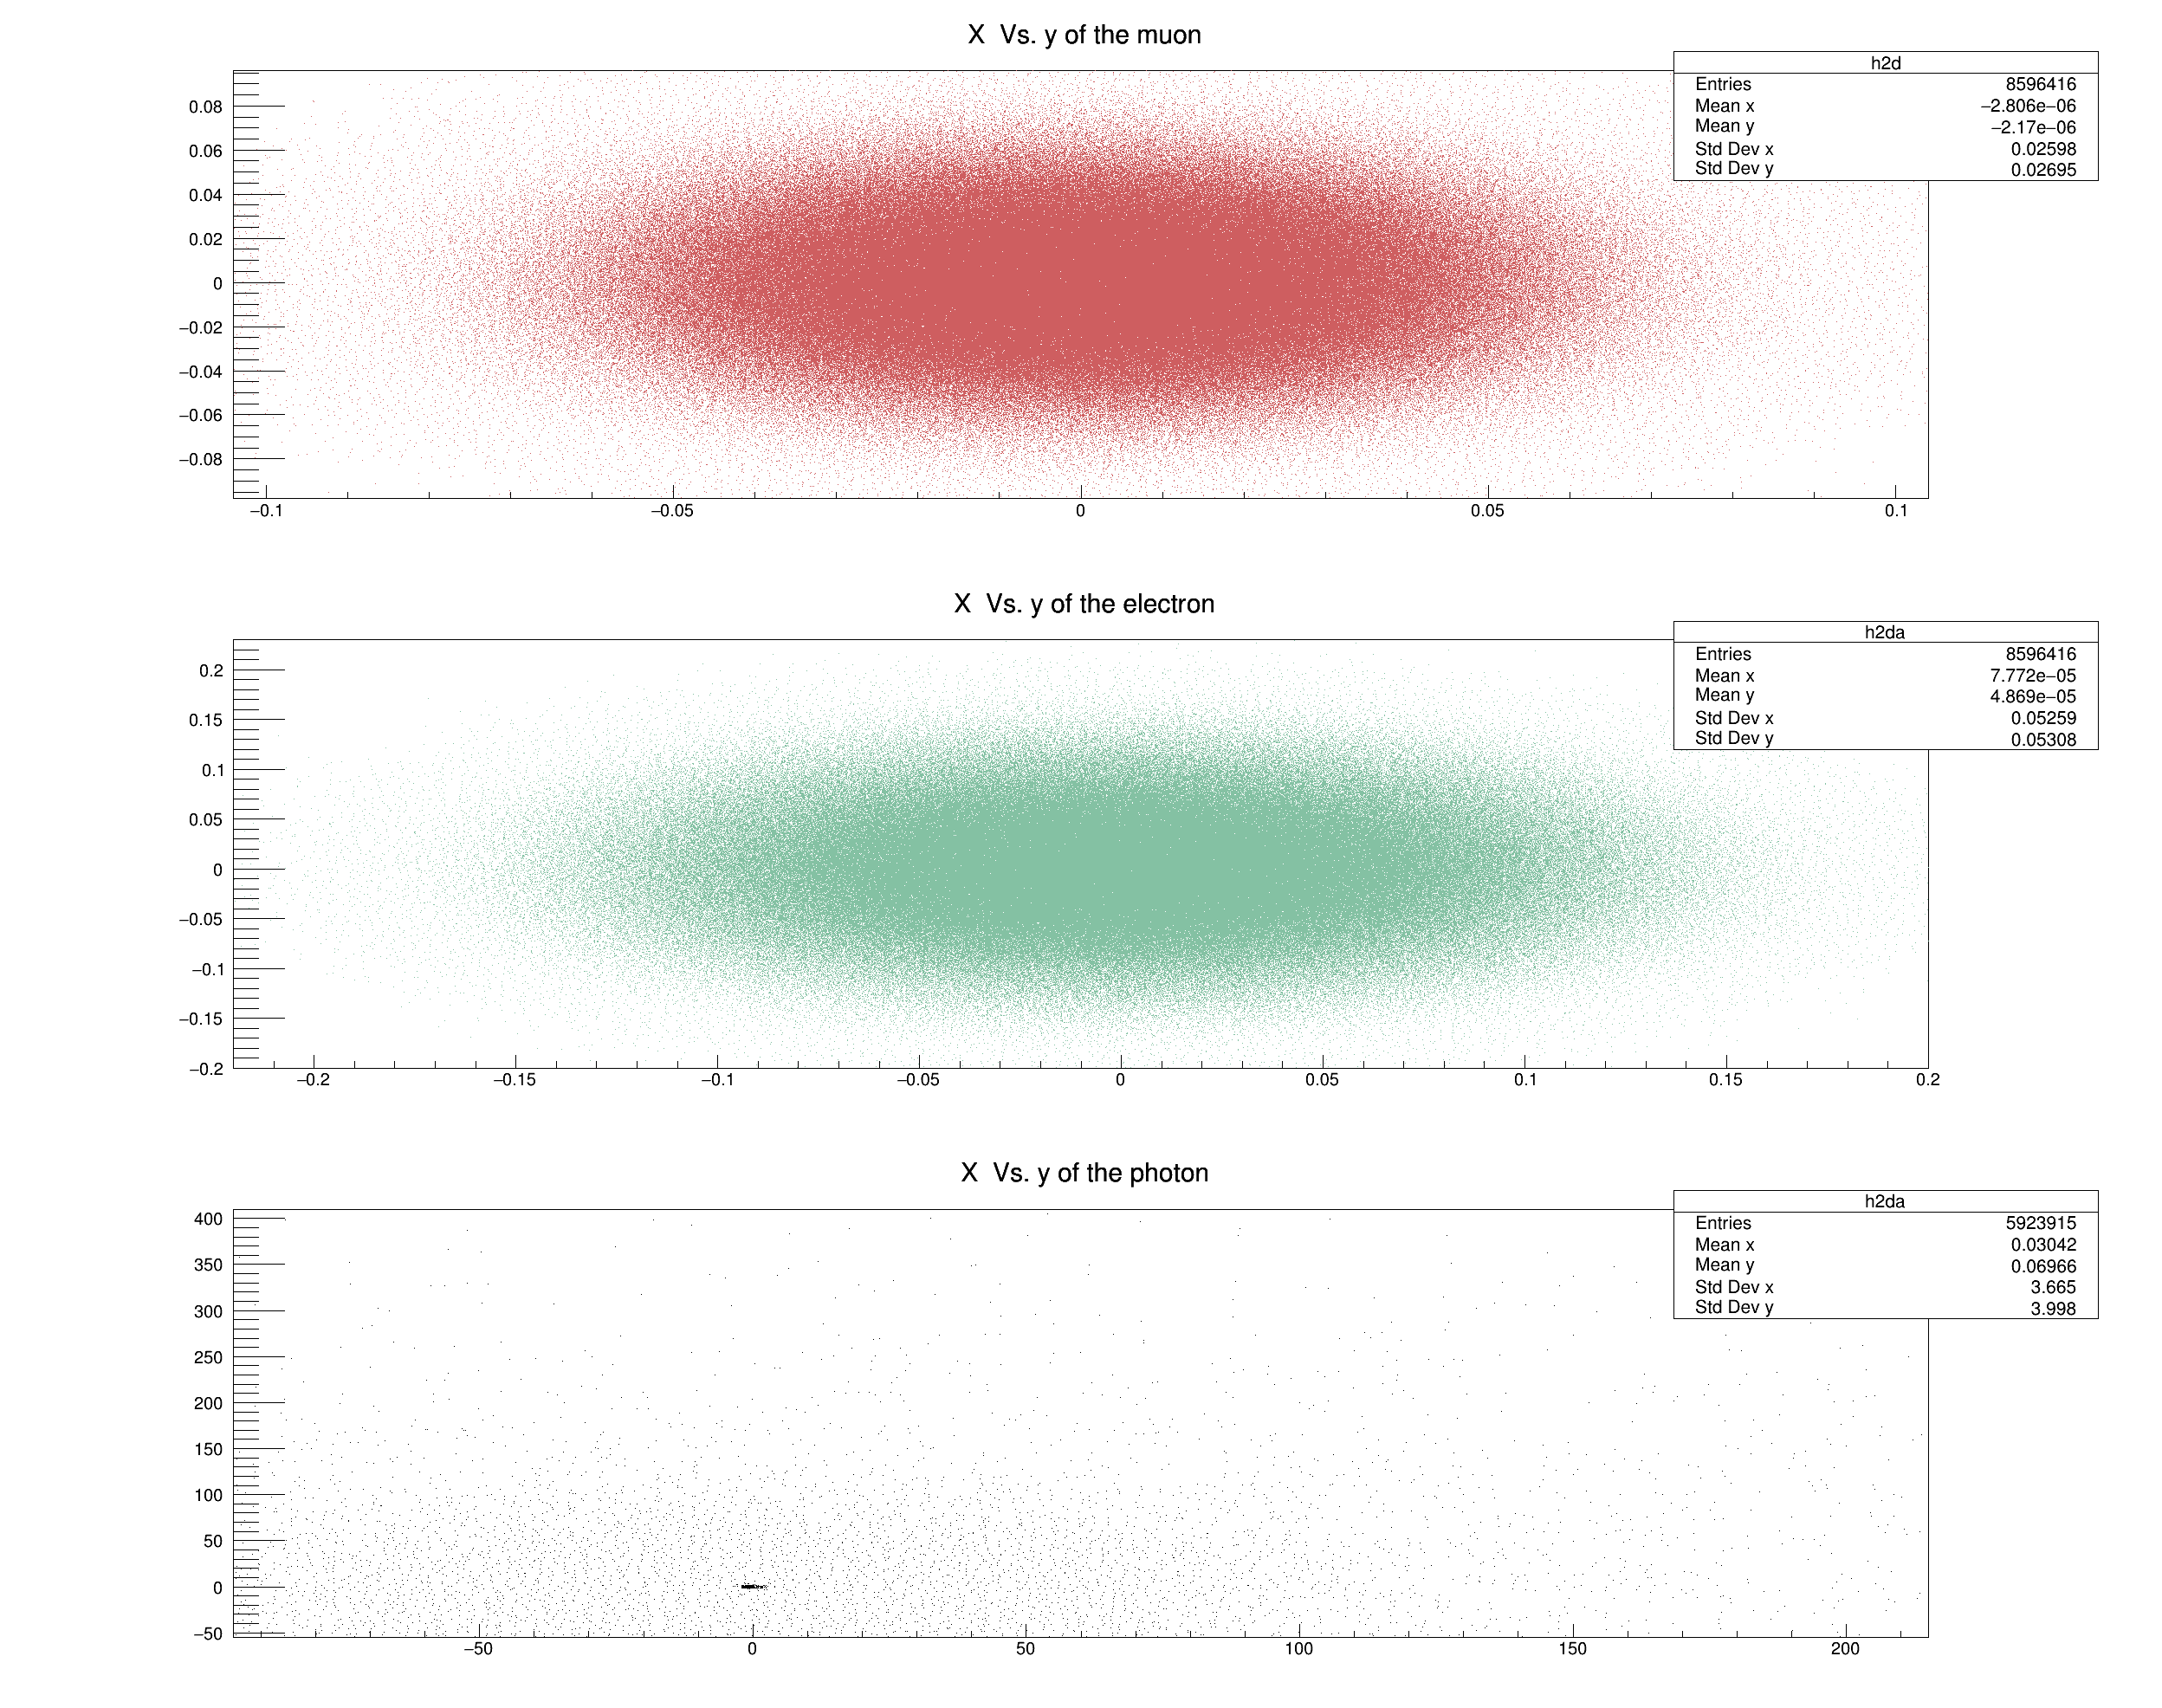 X Vs. y of the muon
h2d
Entries 8596416
Mean x −2.806e−06
Mean y −2.17e−06
Std Dev x 0.02598
Std Dev y 0.02695
0.08
0.06
0.04
0.02
0
−0.02
−0.04
−0.06
−0.08
−0.1 −0.05 0 0.05 0.1
X Vs. y of the electron
h2da
Entries 8596416
Mean x 7.772e−05
Mean y 4.869e−05
Std Dev x 0.05259
Std Dev y 0.05308
0.2
0.15
0.1
0.05
0
−0.05
−0.1
−0.15
−0.2
−0.2 −0.15 −0.1 −0.05 0 0.05 0.1 0.15 0.2
X Vs. y of the photon
h2da
Entries 5923915
Mean x 0.03042
Mean y 0.06966
Std Dev x 3.665
Std Dev y 3.998
400
350
300
250
200
150
100
50
0
−50
−50 0 50 100 150 200